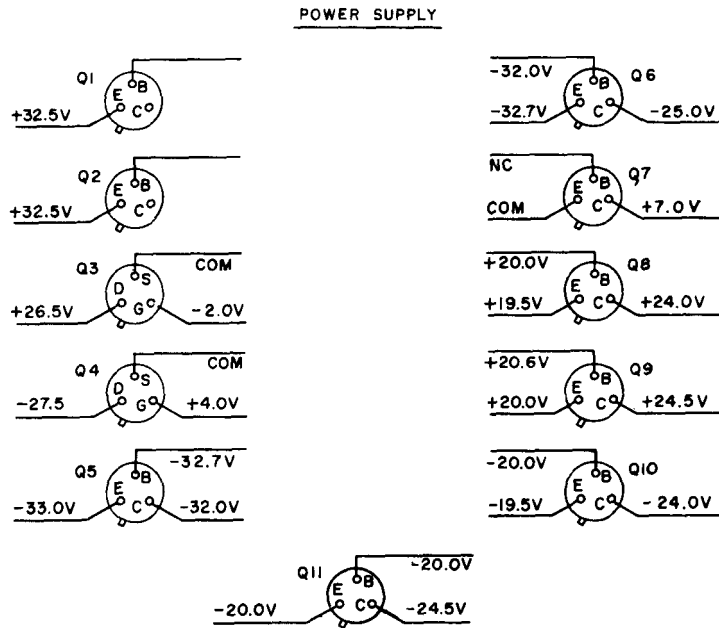 POWER SUPPLY
Q1
B
E
C
+32.5V
Q2
B
E
C
+32.5V
Q3
S
COM
D
G
+26.5V
-2.0V
Q4
S
COM
D
G
-27.5
+4.0V
Q5
B
-32.7V
E
C
-33.0V
-32.0V
-32.0V
B
Q6
E
C
-32.7V
-25.0V
NC
B
Q7
E
C
COM
+7.0V
+20.0V
B
Q8
E
C
+19.5V
+24.0V
+20.6V
B
Q9
E
C
+20.0V
+24.5V
-20.0V
B
Q10
E
C
-19.5V
-24.0V
Q11
B
-20.0V
E
C
-20.0V
-24.5V